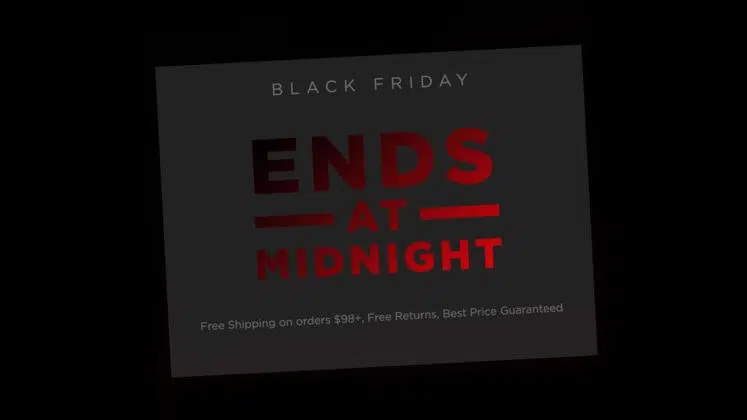 BLACK FRIDAY
ENDS
AT
MIDNIGHT
Free Shipping on orders $98+, Free Returns, Best Price Guaranteed